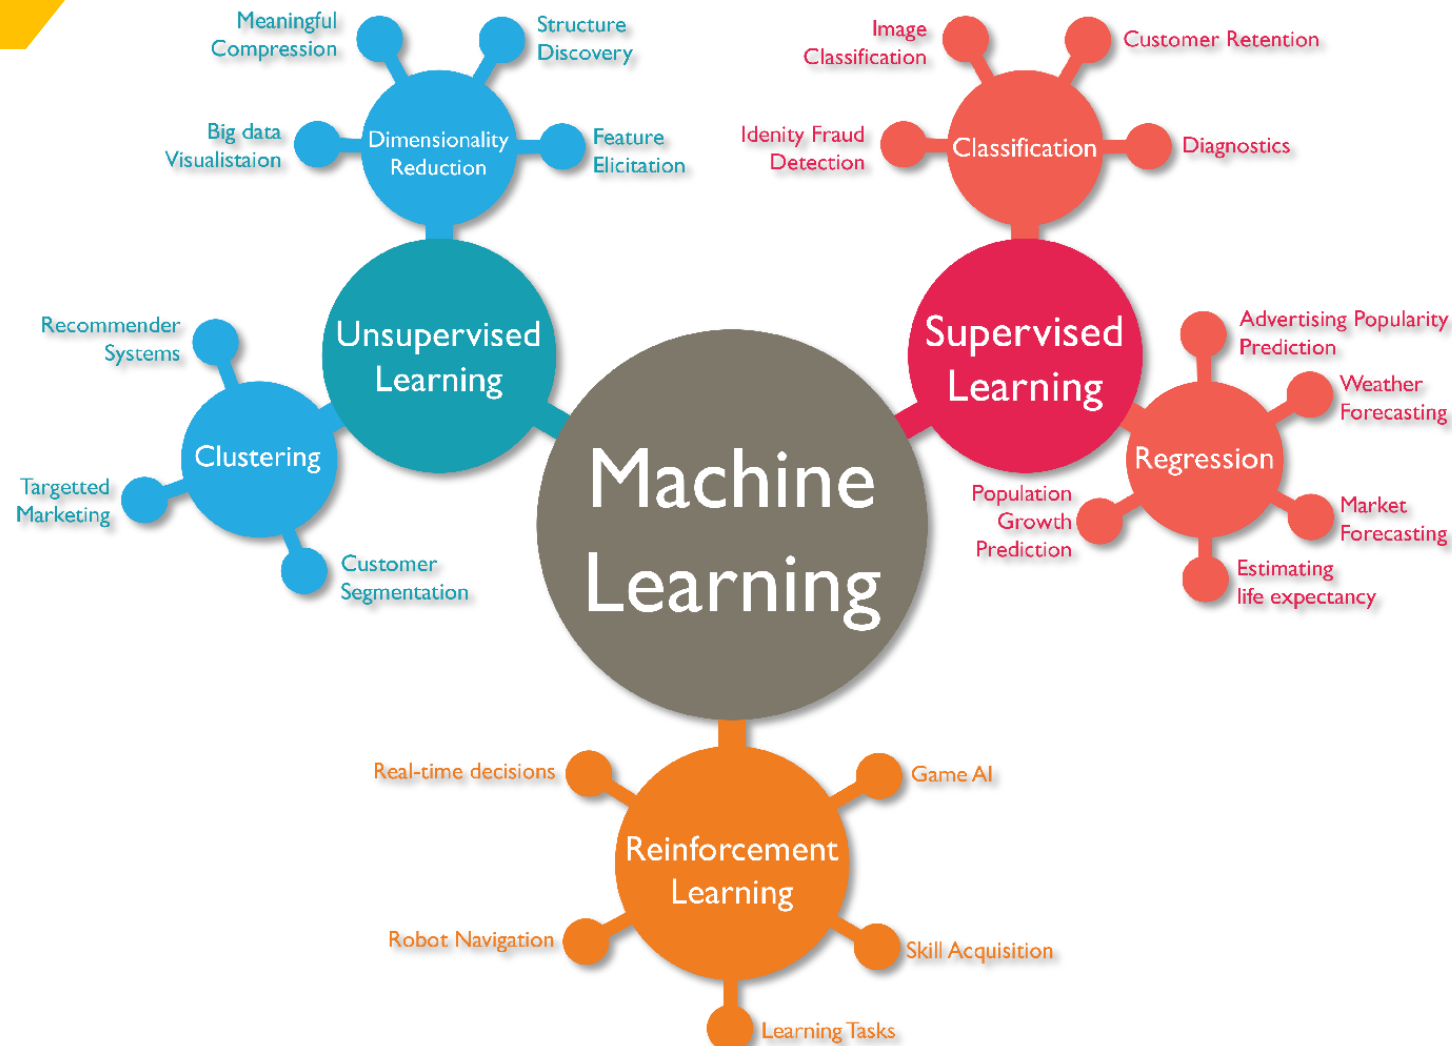 Meaningful
Compression
Structure
Discovery
Big data
Visualistaion
Dimensionality
Reduction
Feature
Elicitation
Image
Classification
Customer Retention
Idenity Fraud
Detection
Classification
Diagnostics
Unsupervised
Learning
Recommender
Systems
Clustering
Targetted
Marketing
Customer
Segmentation
Machine
Learning
Supervised
Learning
Advertising Popularity
Prediction
Weather
Forecasting
Regression
Population
Growth
Prediction
Market
Forecasting
Estimating
life expectancy
Real-time decisions
Game AI
Reinforcement
Learning
Robot Navigation
Skill Acquisition
Learning Tasks